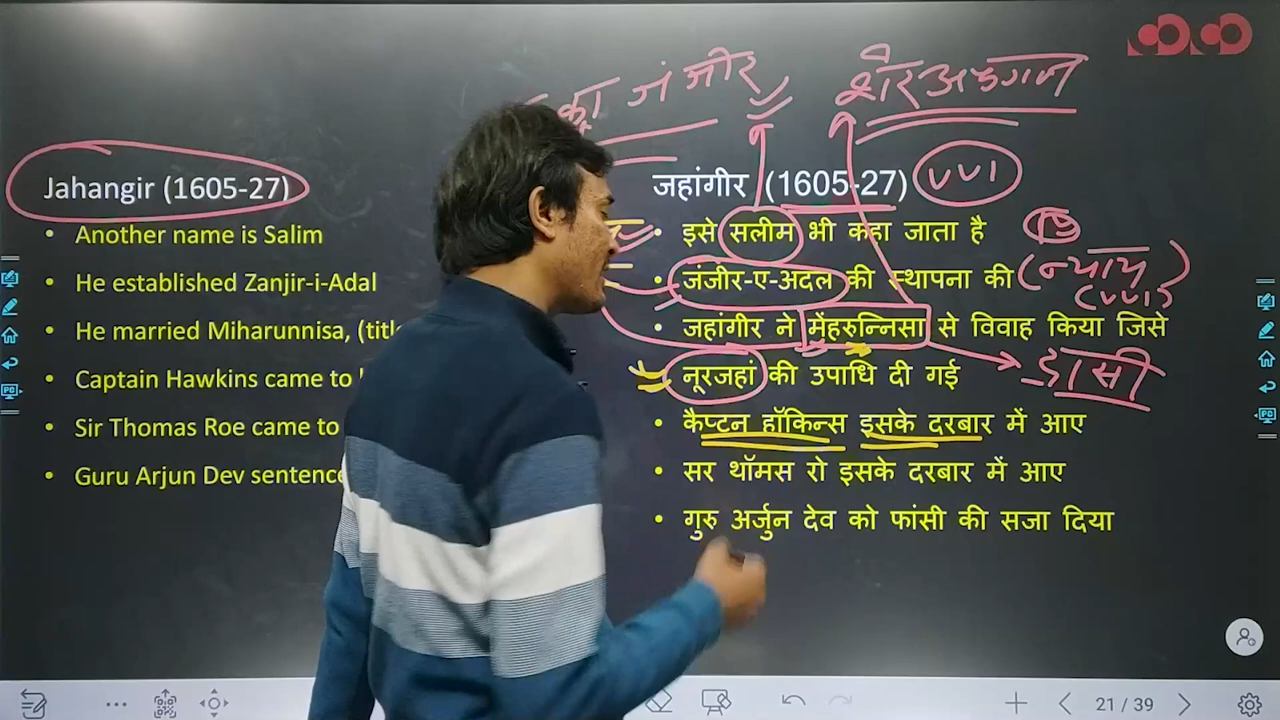 का जंजीर
शेरअफगान
Jahangir (1605-27)
• Another name is Salim
• He established Zanjir-i-Adal
• He married Miharunnisa, (title
• Captain Hawkins came to
• Sir Thomas Roe came to
• Guru Arjun Dev sentence
जहांगीर (1605-27) VVI
• इसे सलीम भी कहा जाता है
• जंजीर-ए-अदल की स्थापना की (न्याय)
(VVI)
• जहांगीर ने मेंहरुन्निसा से विवाह किया जिसे
• नूरजहां की उपाधि दी गई
दासी
• कैप्टन हॉकिन्स इसके दरबार में आए
• सर थॉमस रो इसके दरबार में आए
• गुरु अर्जुन देव को फांसी की सजा दिया
21 / 39